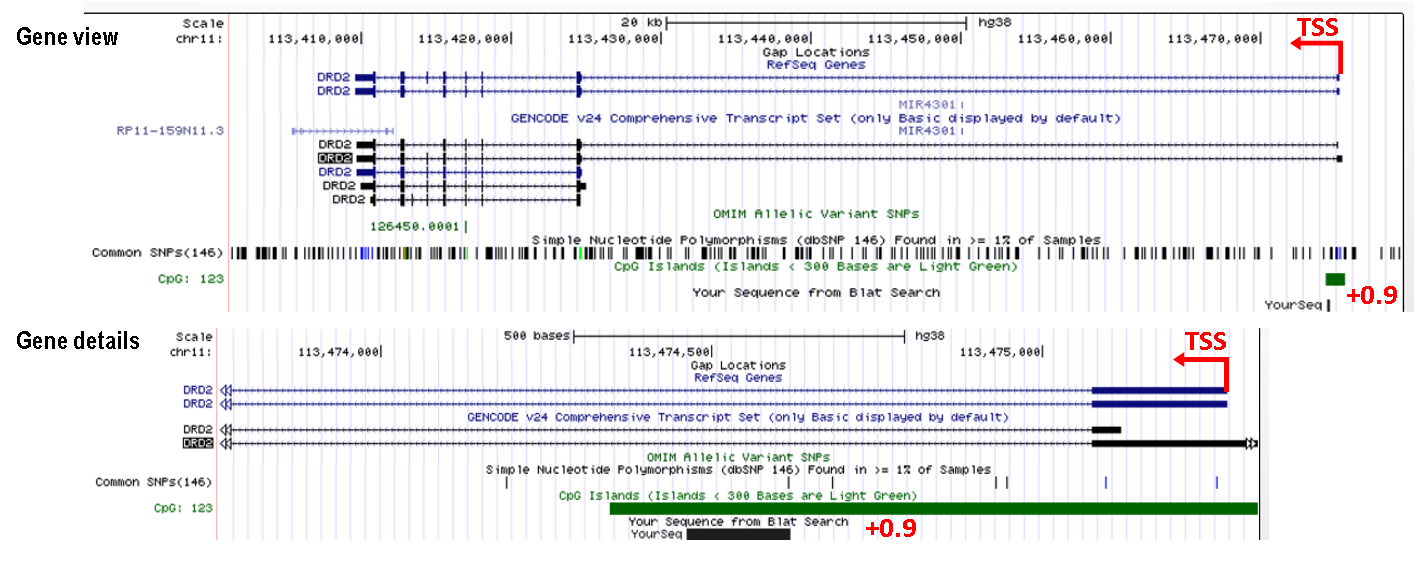 Gene view
Scale 20 kb hg38
chr11: 113,410,000 113,420,000 113,430,000 113,440,000 113,450,000 113,460,000 113,470,000 TSS
Gap Locations
RefSeq Genes
DRD2
DRD2
MIR4301
GENCODE v24 Comprehensive Transcript Set (only Basic displayed by default)
RP11-159N11.3 MIR4301
DRD2
DRD2
DRD2
DRD2
DRD2
OMIM Allelic Variant SNPs
126450.0001
Simple Nucleotide Polymorphisms (dbSNP 146) Found in >= 1% of Samples
Common SNPs(146)
CpG Islands (Islands < 300 Bases are Light Green)
CpG: 123
Your Sequence from Blat Search
YourSeq +0.9
Gene details
Scale 500 bases hg38
chr11: 113,474,000 113,474,500 113,475,000 TSS
Gap Locations
RefSeq Genes
DRD2
DRD2
GENCODE v24 Comprehensive Transcript Set (only Basic displayed by default)
DRD2
DRD2
OMIM Allelic Variant SNPs
Simple Nucleotide Polymorphisms (dbSNP 146) Found in >= 1% of Samples
Common SNPs(146)
CpG Islands (Islands < 300 Bases are Light Green)
CpG: 123
Your Sequence from Blat Search +0.9
YourSeq